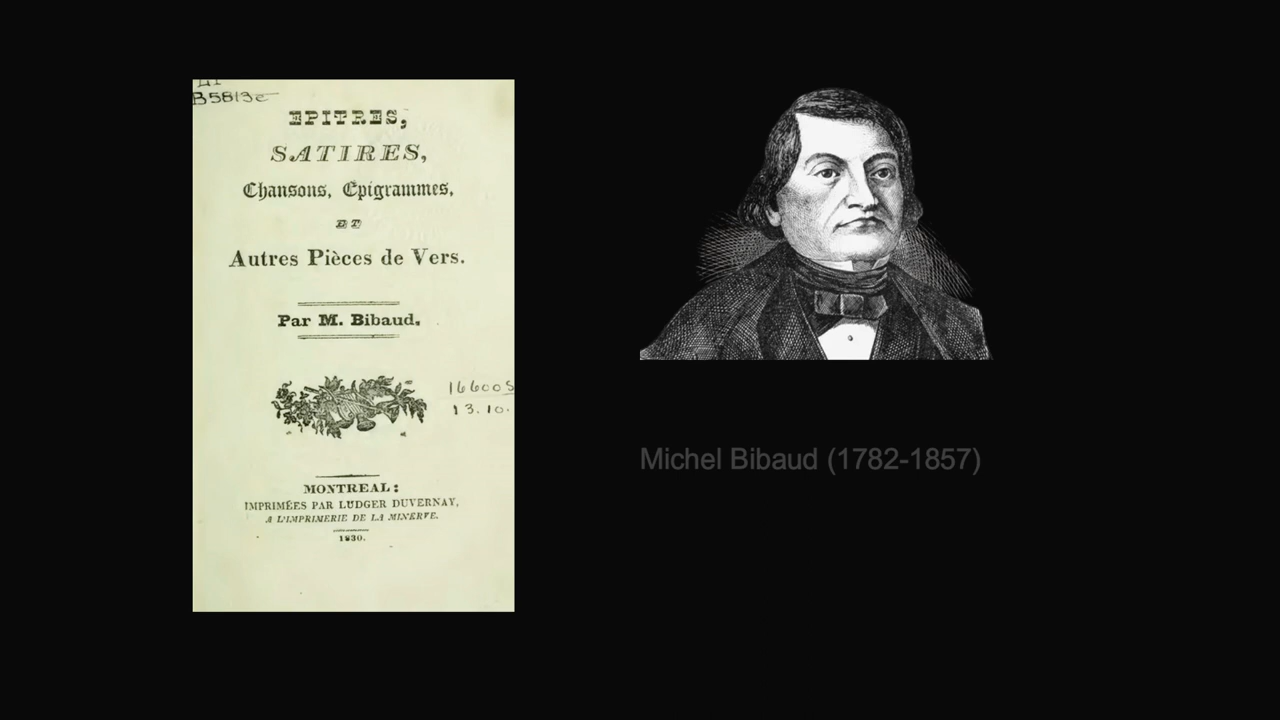 B5813e
EPITRES,
SATIRES,
Chansons, Epigrammes,
ET
Autres Pièces de Vers.
Par M. Bibaud.
16600S
13.10.
MONTREAL:
IMPRIMÉES PAR LUDGER DUVERNAY,
A L'IMPRIMERIE DE LA MINERVE.
1830.
Michel Bibaud (1782-1857)